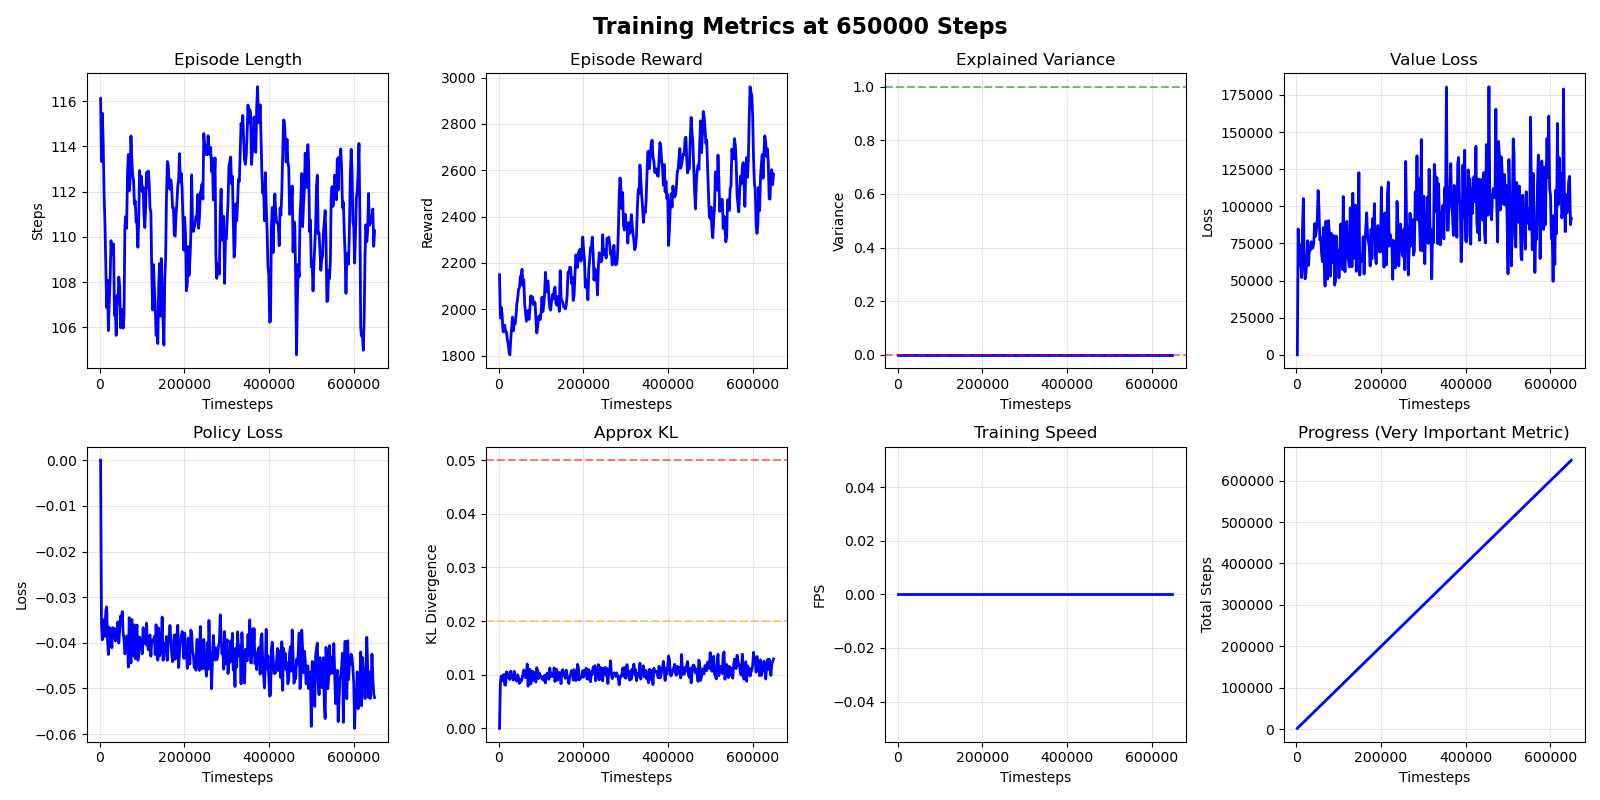 Training Metrics at 650000 Steps
Episode Length
116
114
112
110
108
106
Steps
0 200000 400000 600000
Timesteps
Episode Reward
3000
2800
2600
2400
2200
2000
1800
Reward
0 200000 400000 600000
Timesteps
Explained Variance
1.0
0.8
0.6
0.4
0.2
0.0
Variance
0 200000 400000 600000
Timesteps
Value Loss
175000
150000
125000
100000
75000
50000
25000
0
Loss
0 200000 400000 600000
Timesteps
Policy Loss
0.00
−0.01
−0.02
−0.03
−0.04
−0.05
−0.06
Loss
0 200000 400000 600000
Timesteps
Approx KL
0.05
0.04
0.03
0.02
0.01
0.00
KL Divergence
0 200000 400000 600000
Timesteps
Training Speed
0.04
0.02
0.00
−0.02
−0.04
FPS
0 200000 400000 600000
Timesteps
Progress (Very Important Metric)
600000
500000
400000
300000
200000
100000
0
Total Steps
0 200000 400000 600000
Timesteps